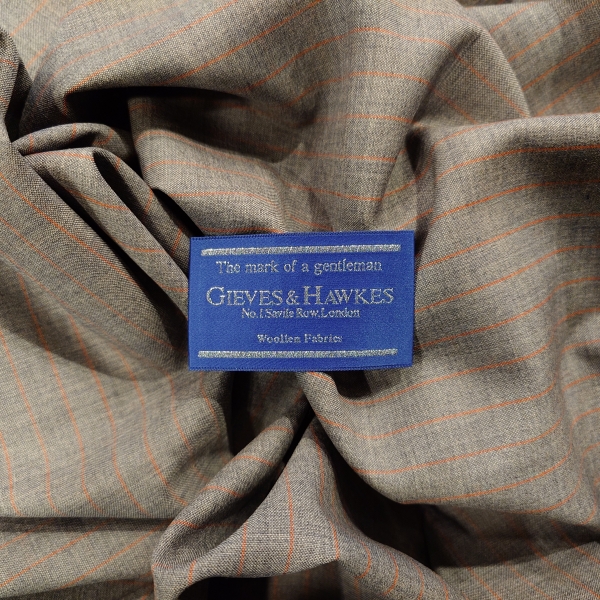 The mark of a gentleman
GIEVES & HAWKES
No.1 Savile Row, London
Woollen Fabrics